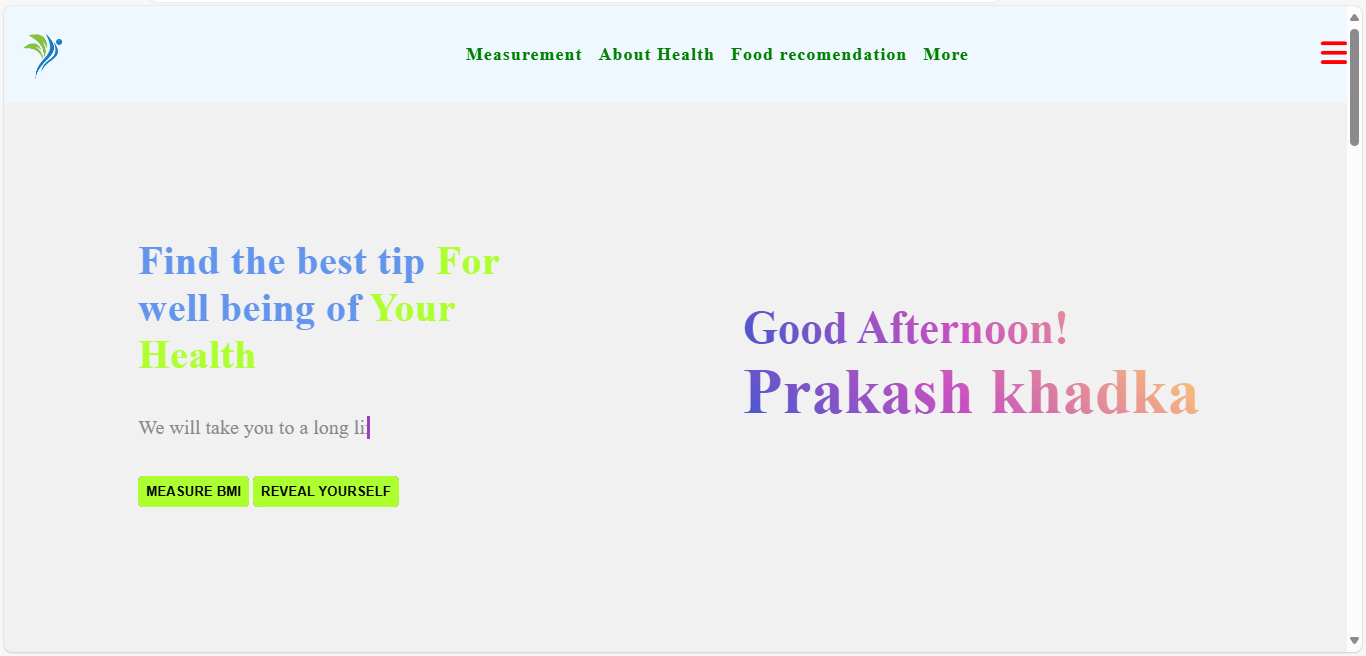 Measurement About Health Food recomendation More
Find the best tip For
well being of Your
Health
We will take you to a long
MEASURE BMI REVEAL YOURSELF
Good Afternoon!
Prakash khadka